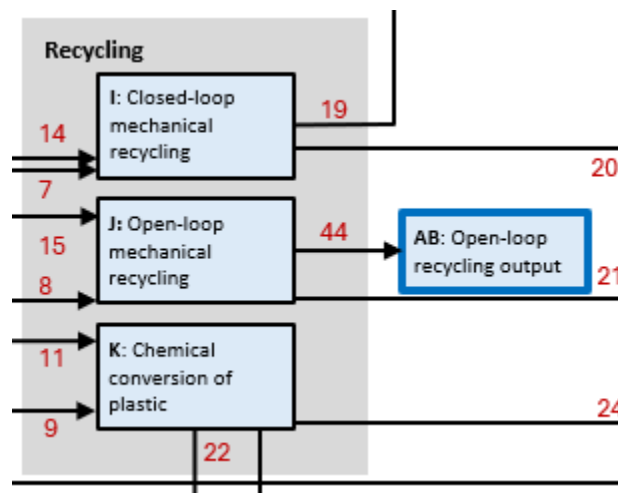 Recycling
I: Closed-loop
mechanical
recycling
19
14
20
7
J: Open-loop
mechanical
recycling
44
AB: Open-loop
recycling output
15
8
21
K: Chemical
conversion of
plastic
11
9
24
22